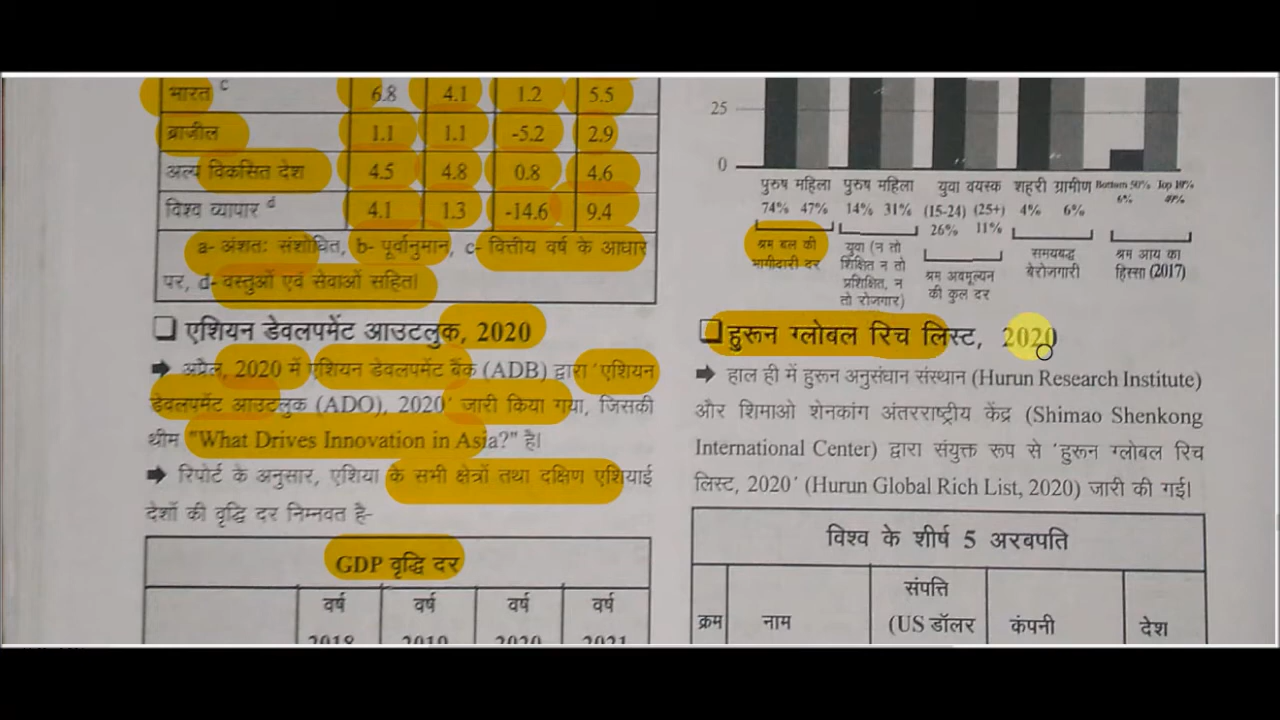 भारत c 6.8 4.1 1.2 5.5
ब्राजील 1.1 1.1 -5.2 2.9
अल्प विकसित देश 4.5 4.8 0.8 4.6
विश्व व्यापार d 4.1 1.3 -14.6 9.4
a- अंशतः संशोधित, b- पूर्वानुमान, c- वित्तीय वर्ष के आधार
पर, d- वस्तुओं एवं सेवाओं सहित।
❑ एशियन डेवलपमेंट आउटलुक, 2020
➡ अप्रैल, 2020 में एशियन डेवलपमेंट बैंक (ADB) द्वारा 'एशियन
डेवलपमेंट आउटलुक (ADO), 2020' जारी किया गया, जिसकी
थीम "What Drives Innovation in Asia?" है।
➡ रिपोर्ट के अनुसार, एशिया के सभी क्षेत्रों तथा दक्षिण एशियाई
देशों की वृद्धि दर निम्नवत है-
GDP वृद्धि दर
वर्ष वर्ष वर्ष वर्ष
2018 2019 2020 2021
25
0
पुरुष महिला पुरुष महिला युवा वयस्क शहरी ग्रामीण Bottom 50% Top 10%
74% 47% 14% 31% (15-24) (25+) 4% 6% 6% 49%
26% 11%
श्रम बल की
भागीदारी दर
युवा (न तो
शिक्षित न तो
प्रशिक्षित, न
तो रोजगार)
श्रम अवमूल्यन
की कुल दर
समयबद्ध
बेरोजगारी
श्रम आय का
हिस्सा (2017)
❑ हुरून ग्लोबल रिच लिस्ट, 2020
➡ हाल ही में हुरून अनुसंधान संस्थान (Hurun Research Institute)
और शिमाओ शेनकांग अंतरराष्ट्रीय केंद्र (Shimao Shenkong
International Center) द्वारा संयुक्त रूप से 'हुरून ग्लोबल रिच
लिस्ट, 2020' (Hurun Global Rich List, 2020) जारी की गई।
विश्व के शीर्ष 5 अरबपति
क्रम नाम संपत्ति कंपनी देश
(US डॉलर